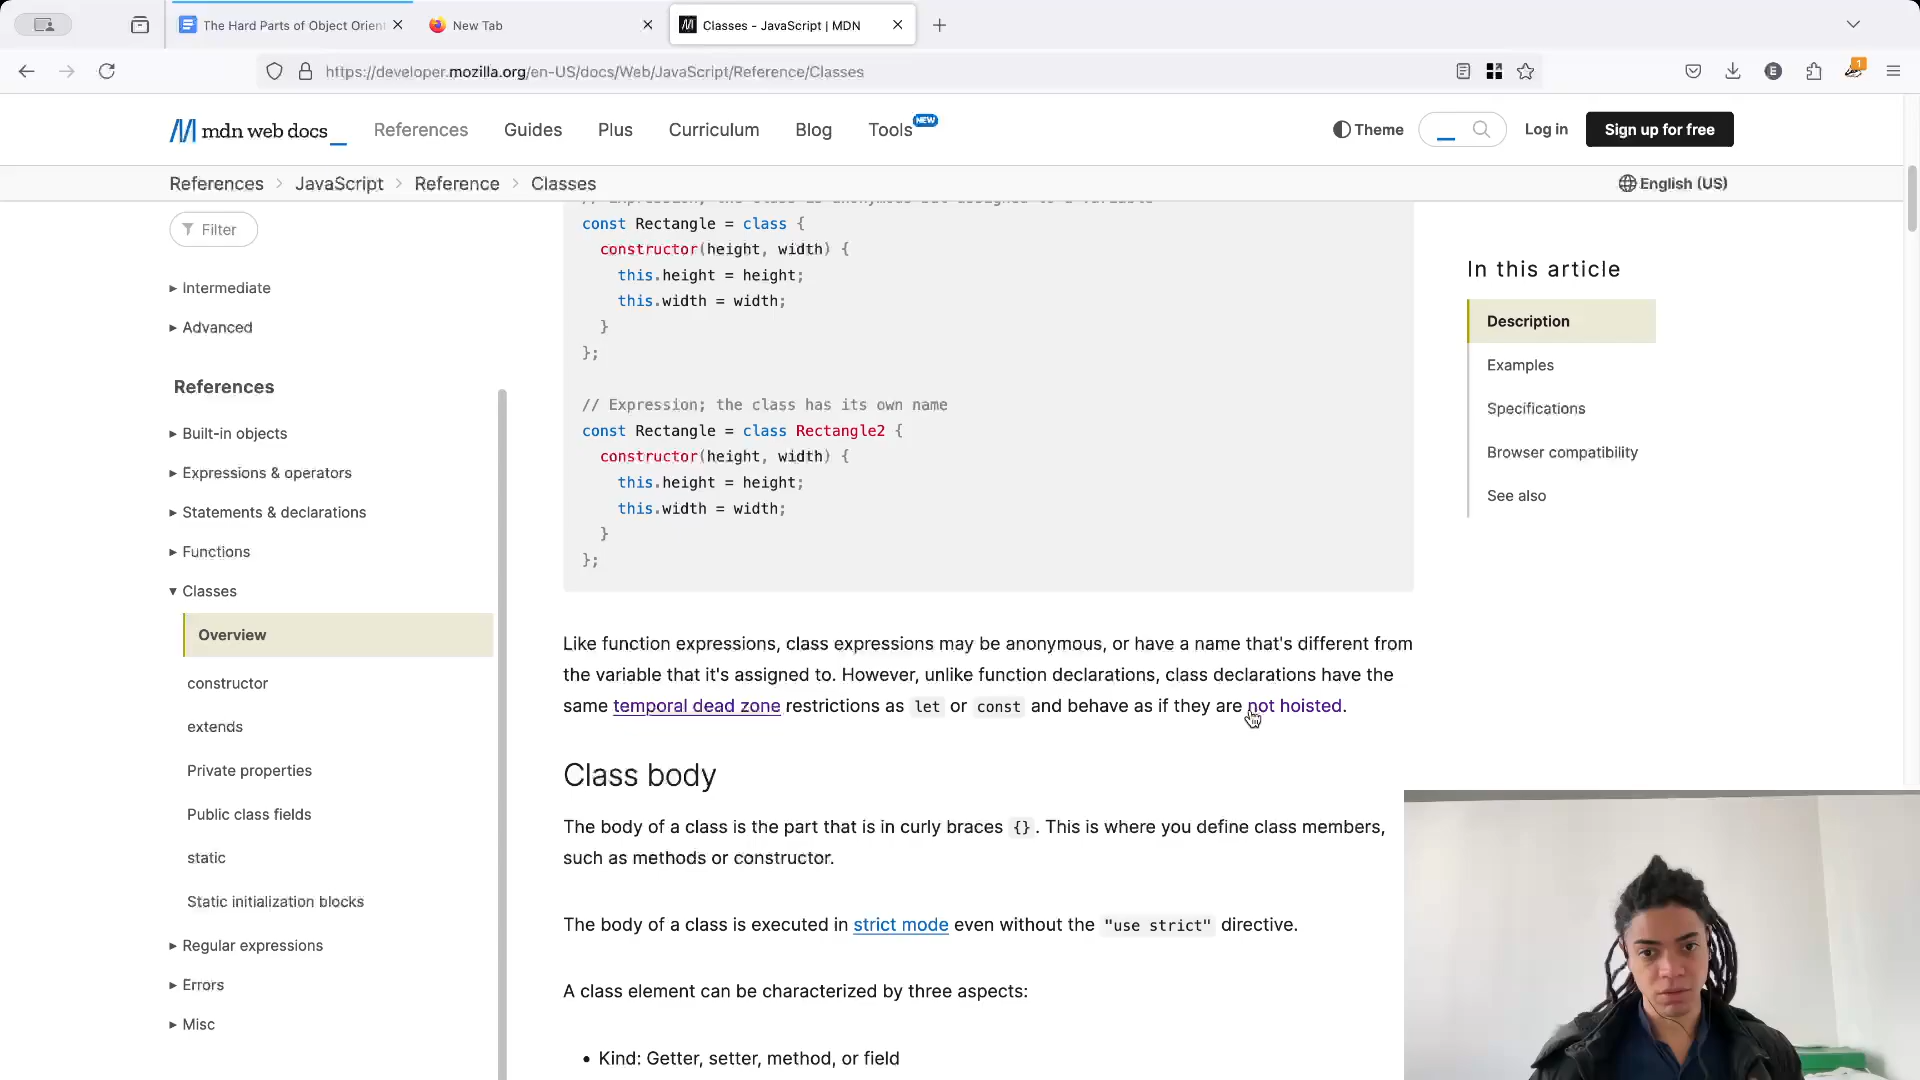 The Hard Parts of Object Orient
New Tab
Classes - JavaScript | MDN
https://developer.mozilla.org/en-US/docs/Web/JavaScript/Reference/Classes
E
1
mdn web docs
References
Guides
Plus
Curriculum
Blog
Tools
NEW
Theme
Log in
Sign up for free
References > JavaScript > Reference > Classes
English (US)
Filter
Intermediate
Advanced
References
Built-in objects
Expressions & operators
Statements & declarations
Functions
Classes
Overview
constructor
extends
Private properties
Public class fields
static
Static initialization blocks
Regular expressions
Errors
Misc
// Expression; the class is anonymous but assigned to a variable
const Rectangle = class {
constructor(height, width) {
this.height = height;
this.width = width;
}
};
// Expression; the class has its own name
const Rectangle = class Rectangle2 {
constructor(height, width) {
this.height = height;
this.width = width;
}
};
Like function expressions, class expressions may be anonymous, or have a name that's different from
the variable that it's assigned to. However, unlike function declarations, class declarations have the
same temporal dead zone restrictions as let or const and behave as if they are not hoisted.
Class body
The body of a class is the part that is in curly braces {}. This is where you define class members,
such as methods or constructor.
The body of a class is executed in strict mode even without the "use strict" directive.
A class element can be characterized by three aspects:
• Kind: Getter, setter, method, or field
In this article
Description
Examples
Specifications
Browser compatibility
See also